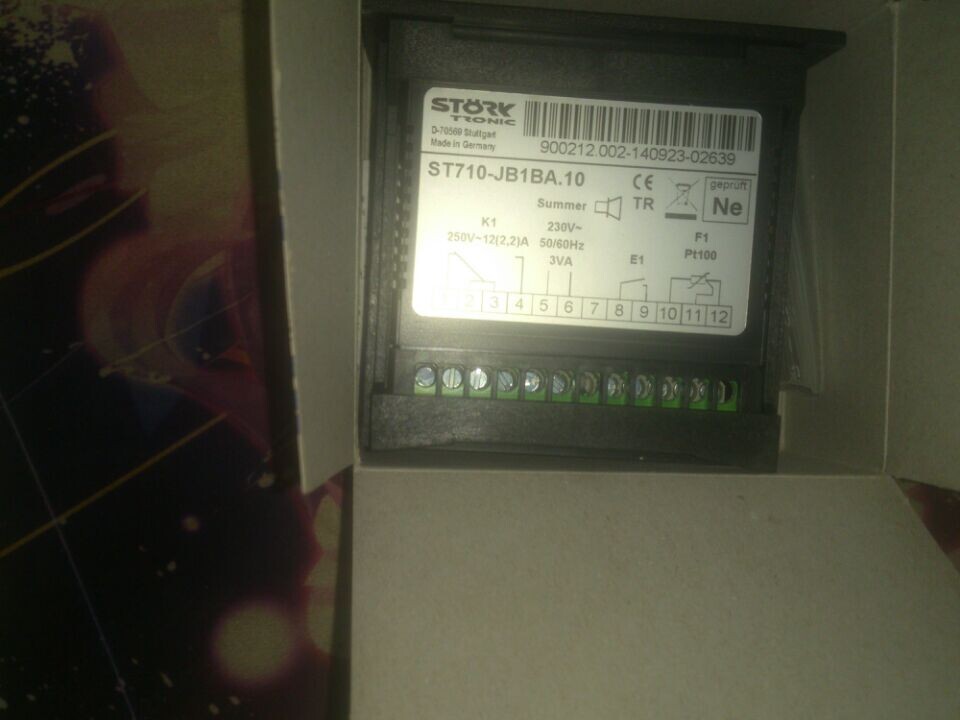 STÖRK
TRONIC
D-70569 Stuttgart
Made in Germany
900212.002-140923-02639
ST710-JB1BA.10
CE
TR
geprüft
Ne
Summer
K1
250V~12(2,2)A
230V~
50/60Hz
3VA
E1
F1
Pt100
1 2 3 4 5 6 7 8 9 10 11 12